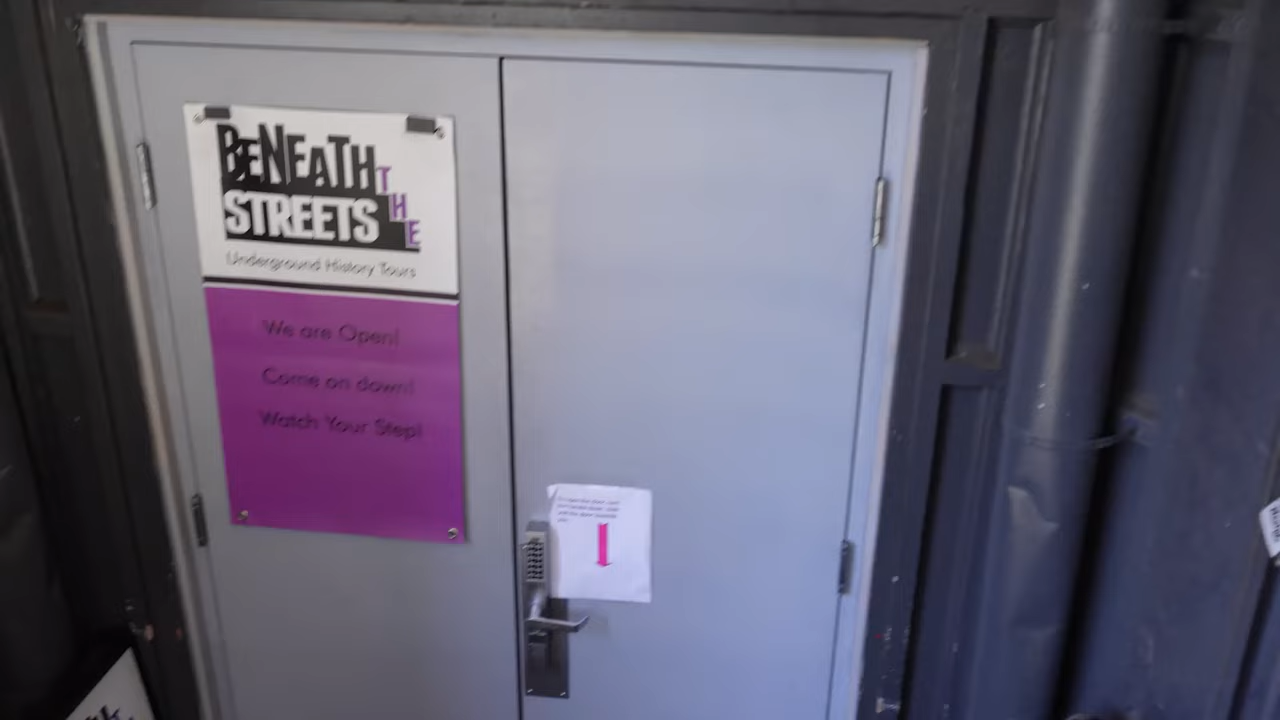 BENEATH
THE
STREETS
Underground History Tours
We are Open!
Come on down!
Watch Your Step!